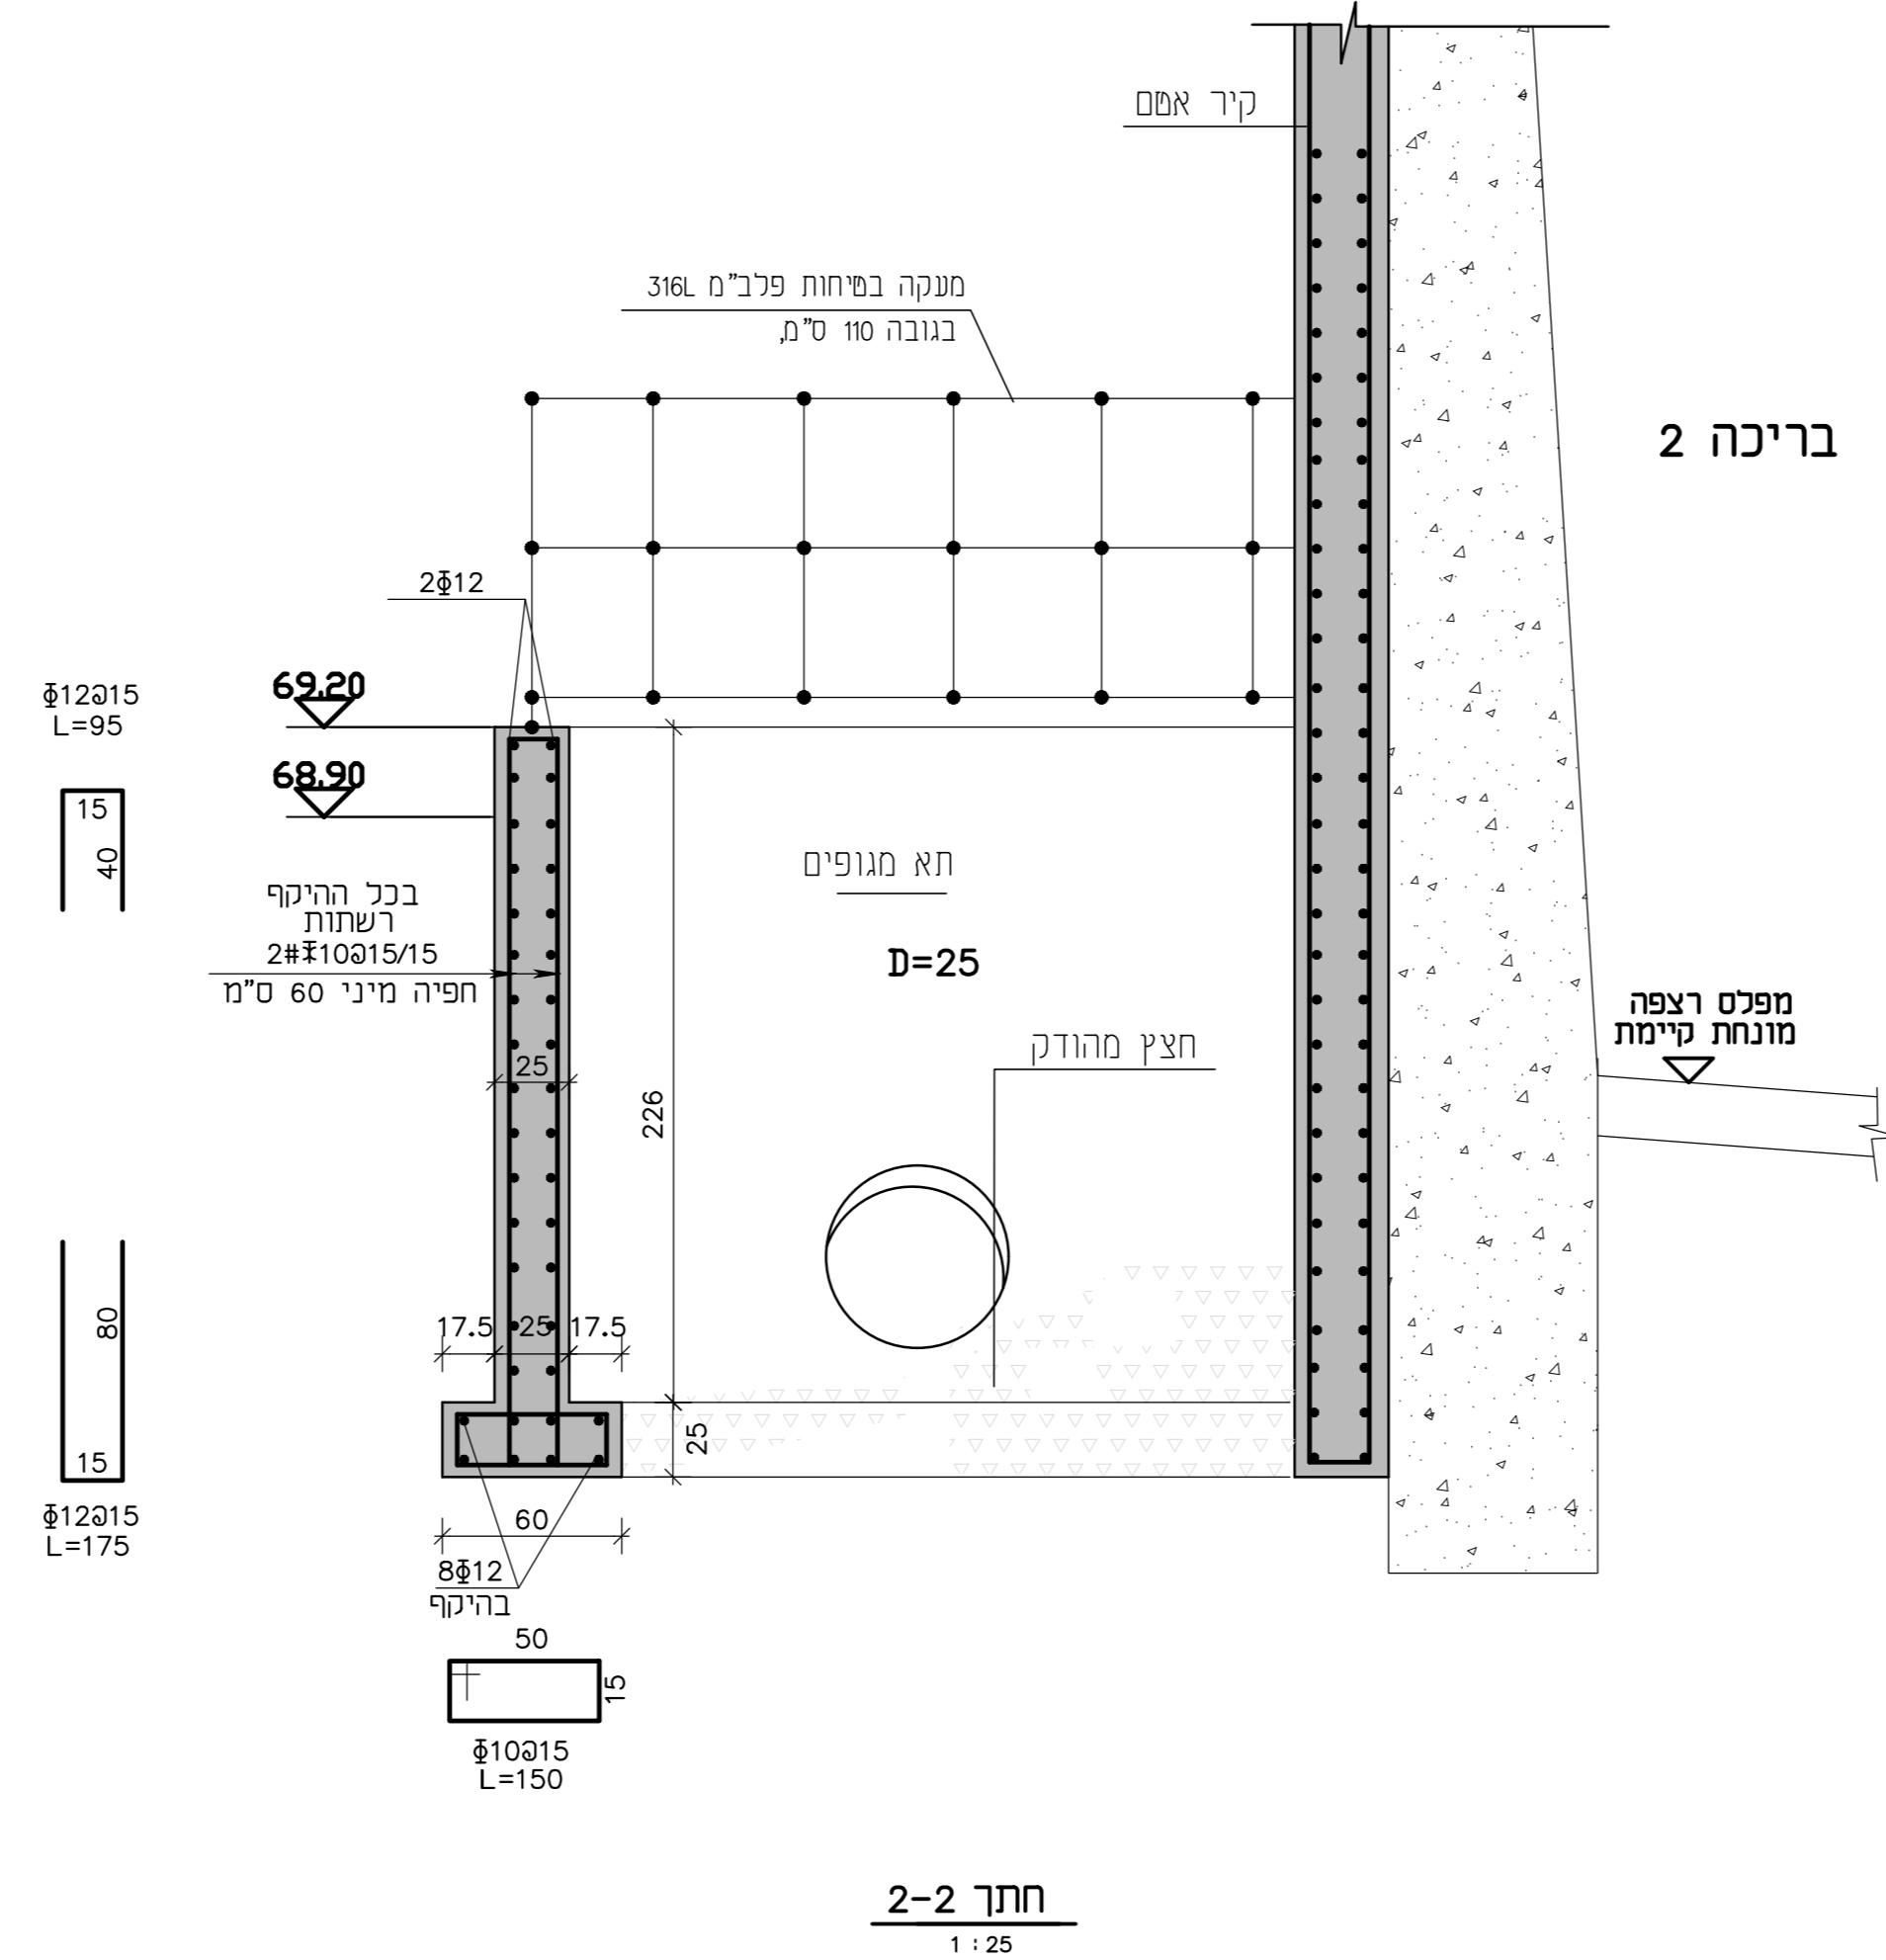 קיר אטם
מענקה בטיחות פלב"מ 316L
בגובה 110 ס"מ,
בריכה 2
2Φ12
69.20
Φ12@15
L=95
68.90
15
40
תא מגופים
בכל ההיקף
רשתות
2#Φ10@15/15
חפיה מיני 60 ס"מ
D=25
מפלס רצפה
מונחת קיימת
חצץ מהודק
25
226
80
17.5 25 17.5
25
15
Φ12@15
L=175
60
8Φ12
בהיקף
50
15
Φ10@15
L=150
חתך 2-2
1 : 25